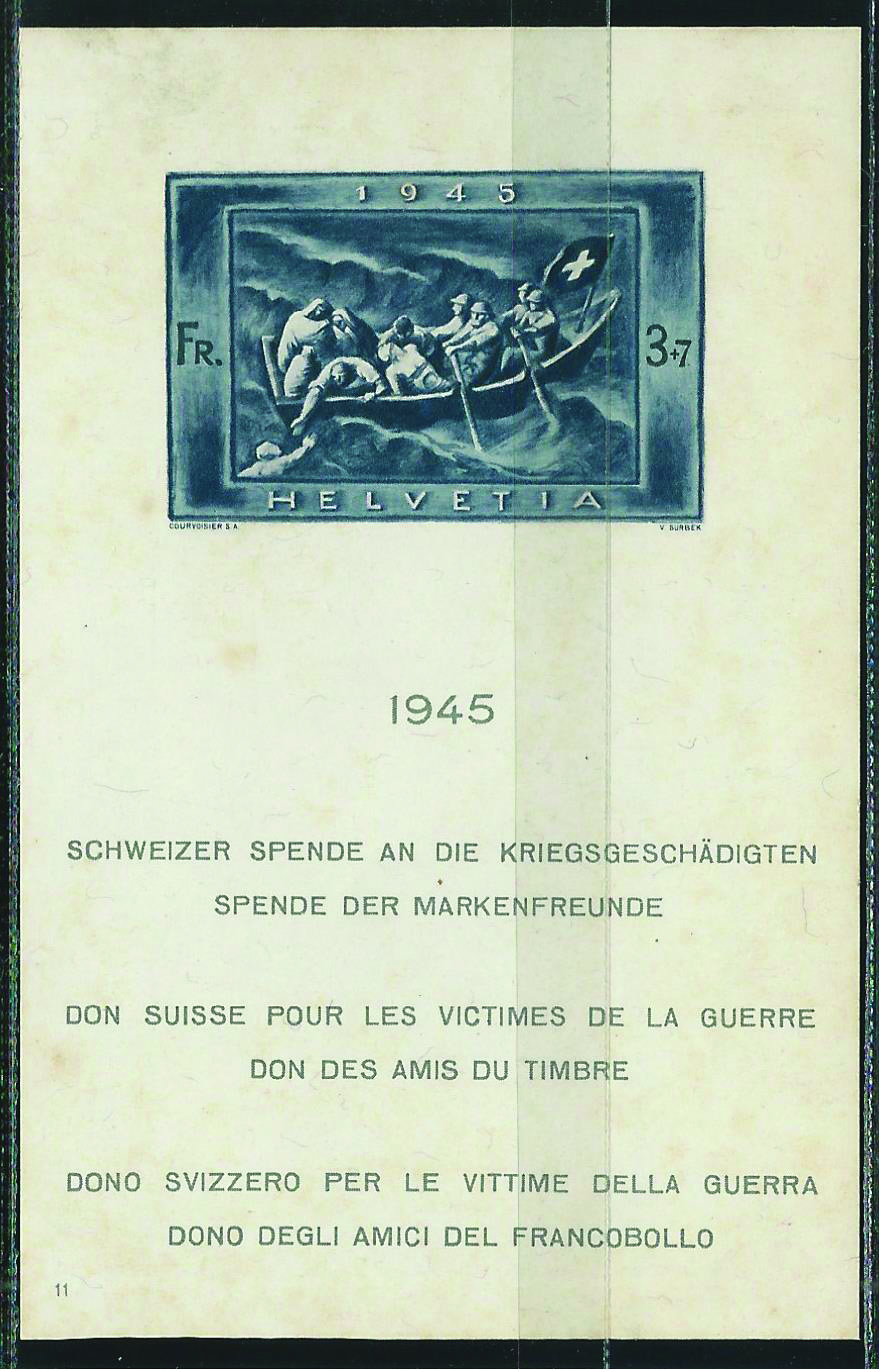 1945
FR. 3+7
HELVETIA
COURVOISIER S.A. V. SURBEK
1945
SCHWEIZER SPENDE AN DIE KRIEGSGESCHÄDIGTEN
SPENDE DER MARKENFREUNDE
DON SUISSE POUR LES VICTIMES DE LA GUERRE
DON DES AMIS DU TIMBRE
DONO SVIZZERO PER LE VITTIME DELLA GUERRA
DONO DEGLI AMICI DEL FRANCOBOLLO
11